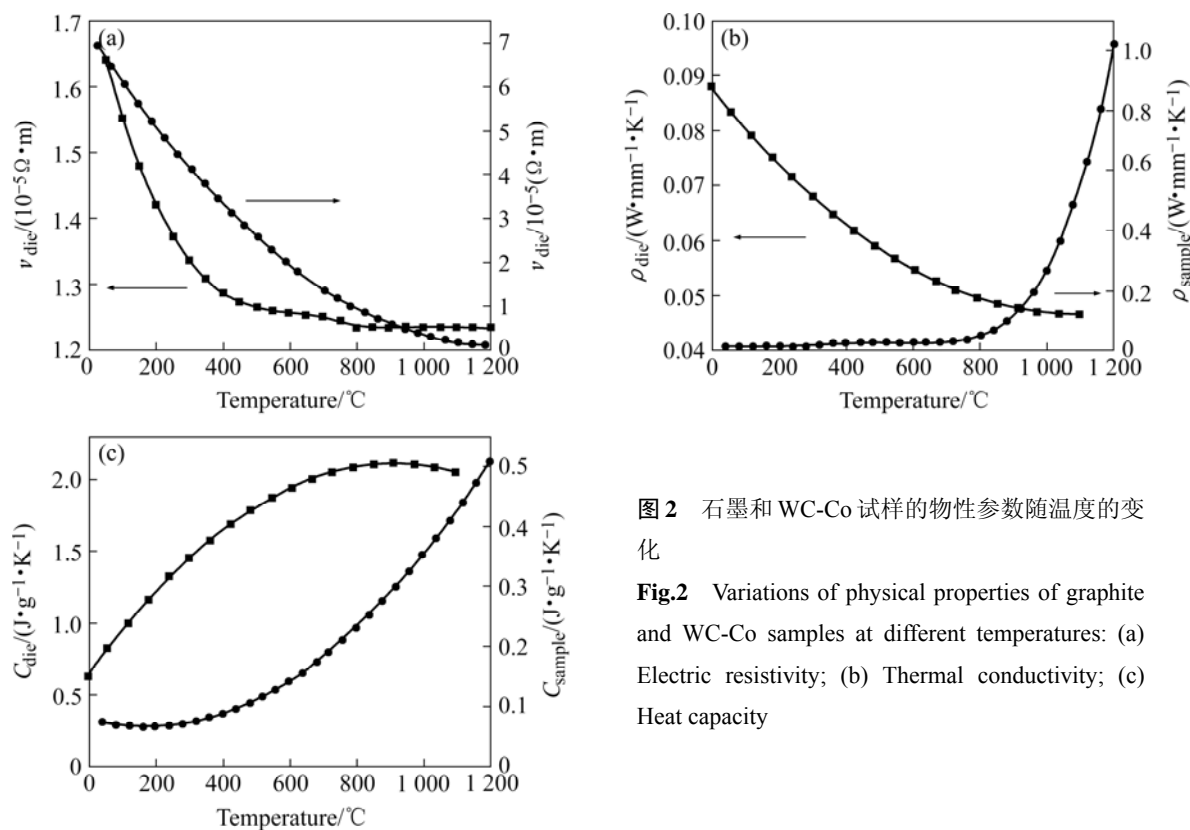 (a)
1.7
1.6
1.5
1.4
1.3
1.2
ν die/(10⁻⁵ Ω•m)
7
6
5
4
3
2
1
0
ν die/10⁻⁵(Ω•m)
0 200 400 600 800 1 000 1 200
Temperature/℃
(b)
0.10
0.09
0.08
0.07
0.06
0.05
0.04
ρdie/(W•mm⁻¹•K⁻¹)
1.0
0.8
0.6
0.4
0.2
0
ρsample/(W•mm⁻¹•K⁻¹)
0 200 400 600 800 1 000 1 200
Temperature/℃
(c)
2.0
1.5
1.0
0.5
0
Cdie/(J•g⁻¹•K⁻¹)
0.5
0.4
0.3
0.2
0.1
0
Csample/(J•g⁻¹•K⁻¹)
0 200 400 600 800 1 000 1 200
Temperature/℃
图 2 石墨和 WC-Co 试样的物性参数随温度的变
化
Fig.2 Variations of physical properties of graphite
and WC-Co samples at different temperatures: (a)
Electric resistivity; (b) Thermal conductivity; (c)
Heat capacity